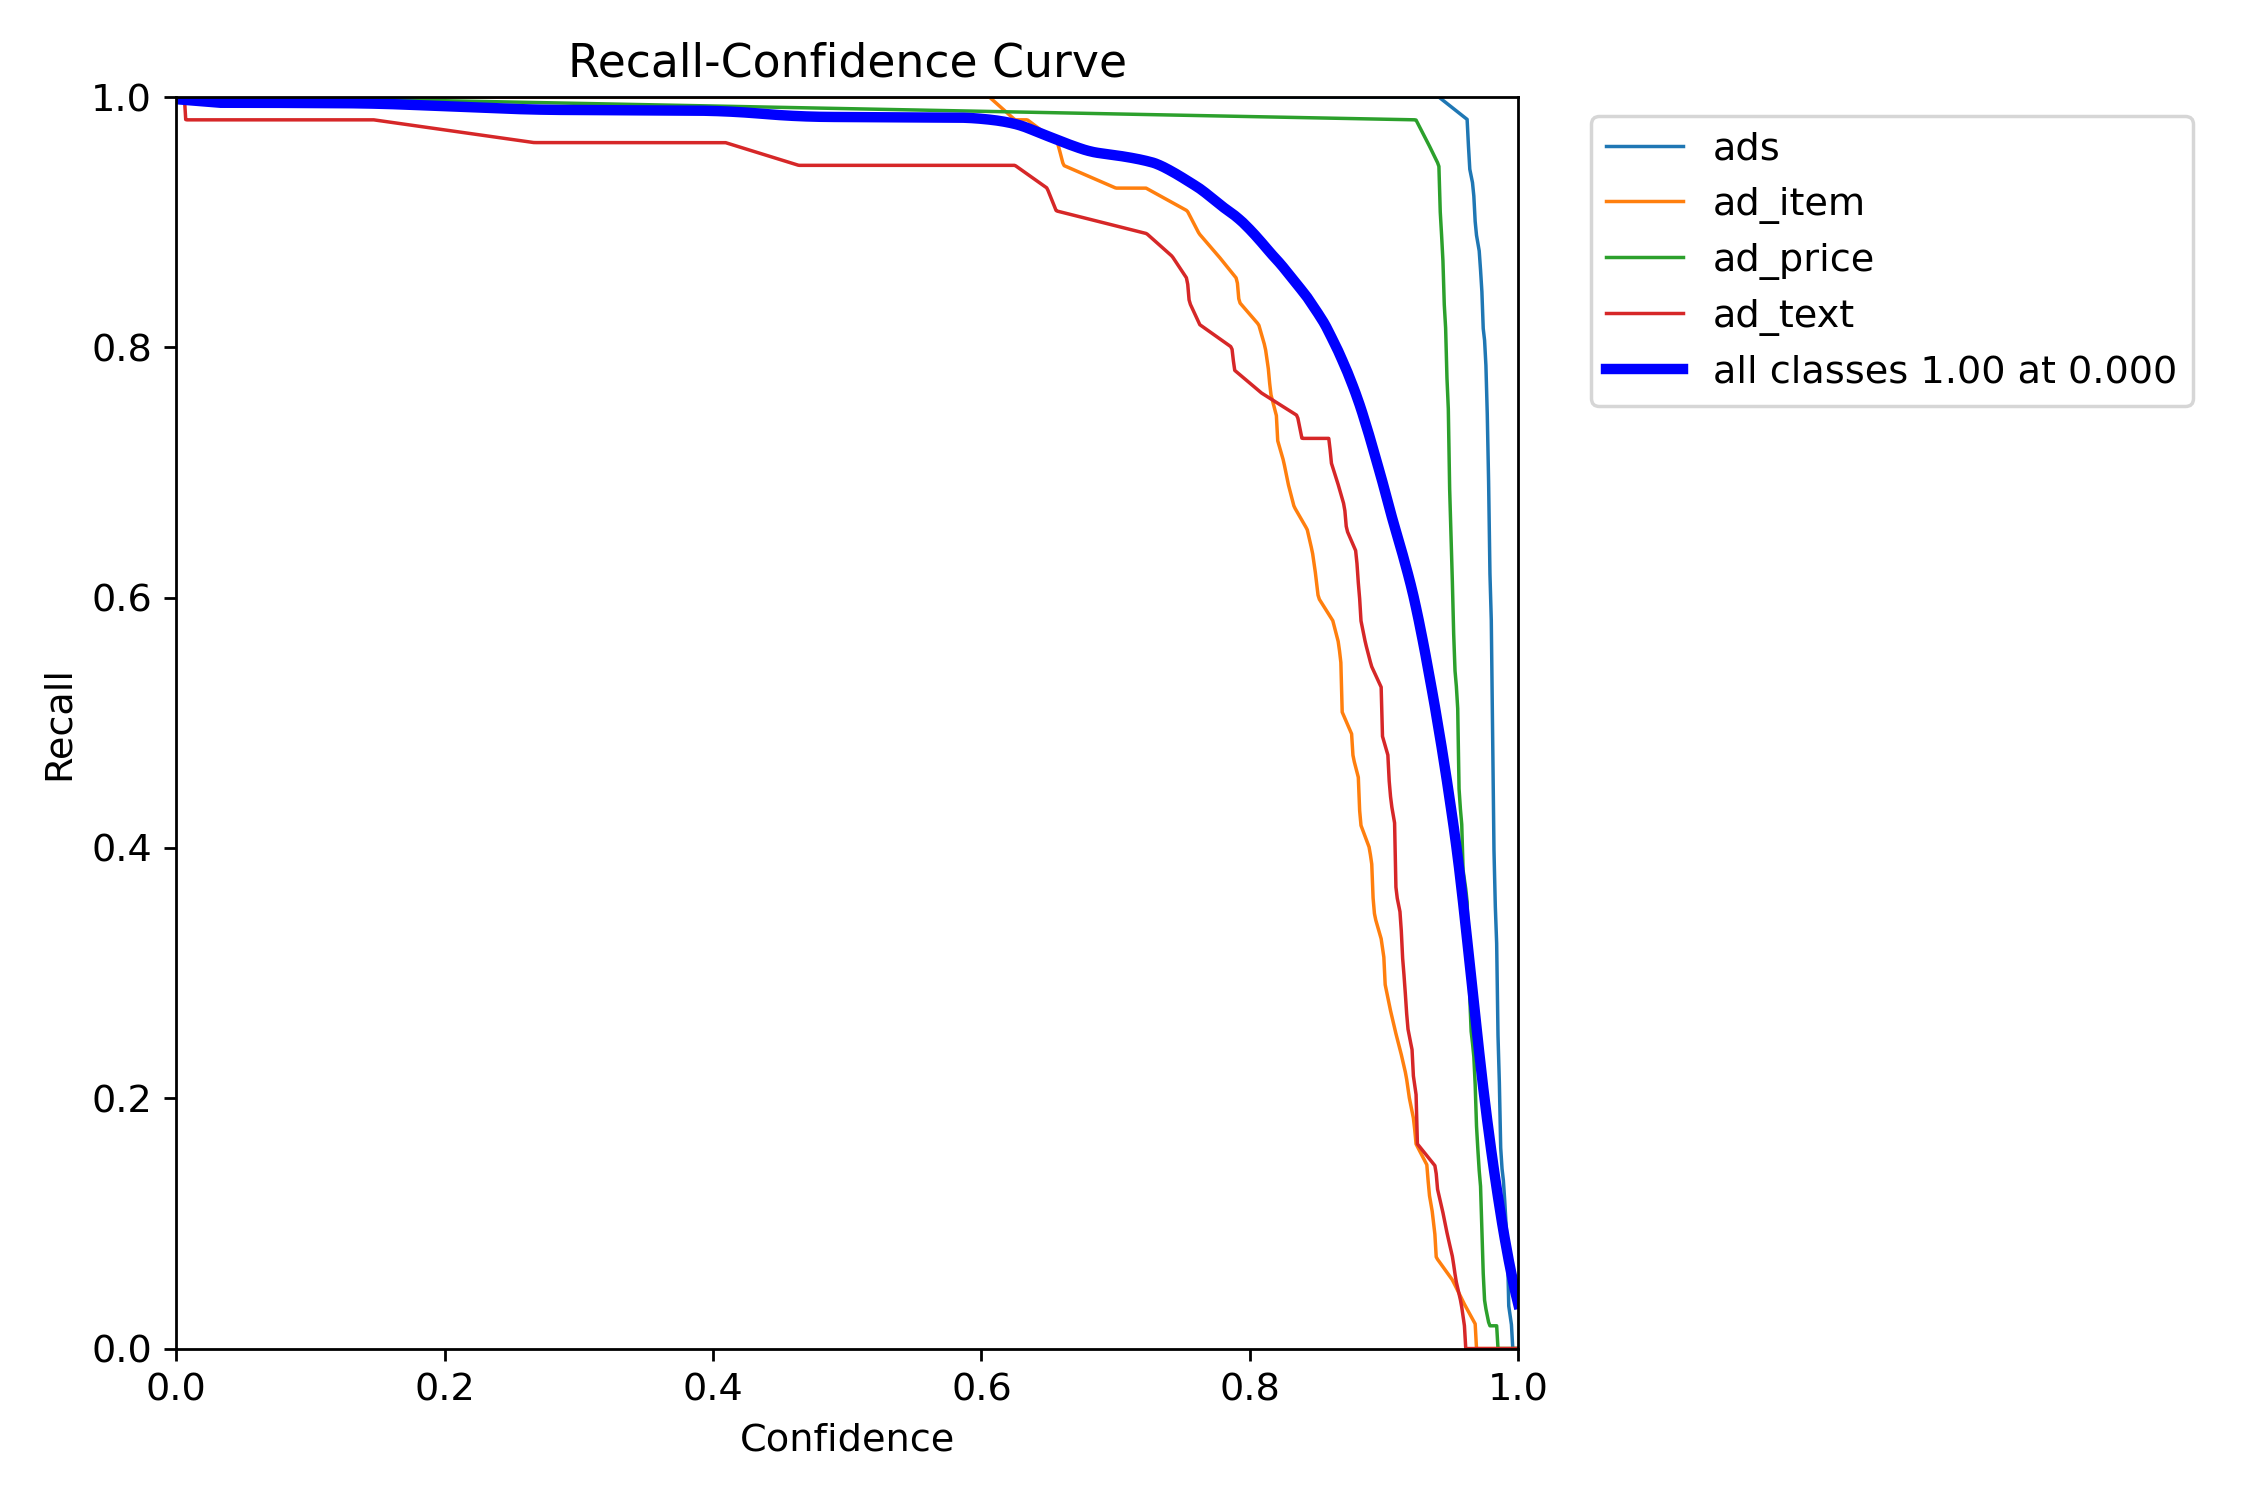 Recall-Confidence Curve
1.0
0.8
0.6
0.4
0.2
0.0
Recall
0.0 0.2 0.4 0.6 0.8 1.0
Confidence
ads
ad_item
ad_price
ad_text
all classes 1.00 at 0.000